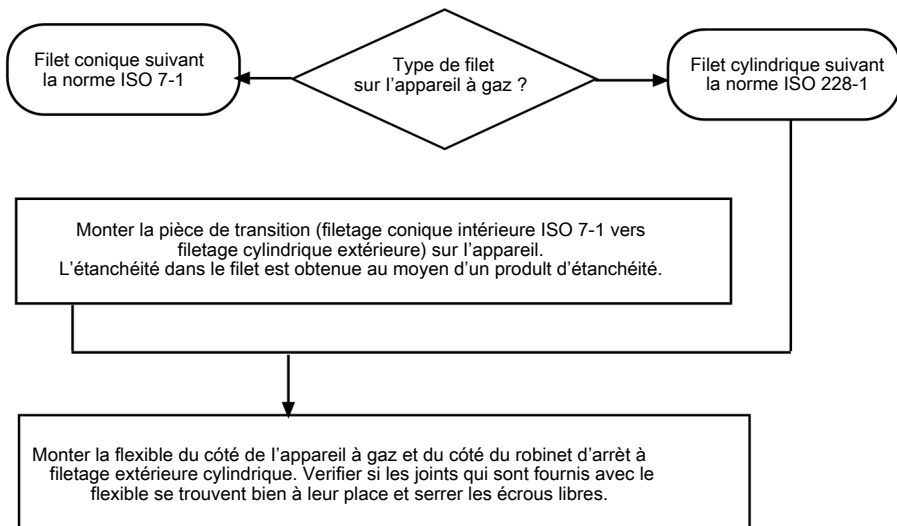 Filet conique suivant
la norme ISO 7-1
Type de filet
sur l'appareil à gaz ?
Filet cylindrique suivant
la norme ISO 228-1
Monter la pièce de transition (filetage conique intérieure ISO 7-1 vers
filetage cylindrique extérieure) sur l'appareil.
L'étanchéité dans le filet est obtenue au moyen d'un prodult d'étanchéité.
Monter la flexible du côté de l'appareil à gaz et du côté du robinet d'arrèt à
filetage extérieure cylindrique. Verifier si les joints qui sont fournis avec le
flexible se trouvent bien à leur place et serrer les écrous libres.